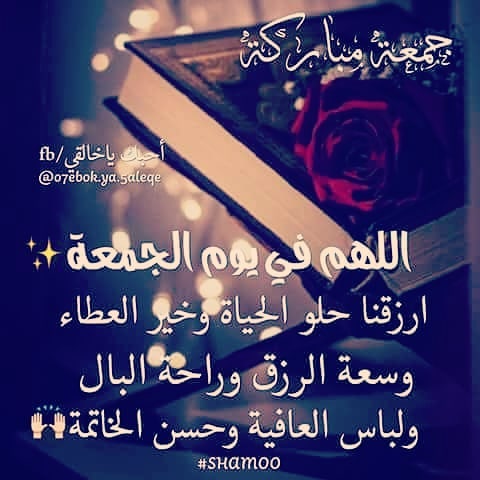 جمعة مباركة
fb/أحبك ياخالقي
@o7ebok.ya.5aleqe
اللهم في يوم الجمعة✨
ارزقنا حلو الحياة وخير العطاء
وسعة الرزق وراحة البال
ولباس العافية وحسن الخاتمة🙌
#SHAMOO